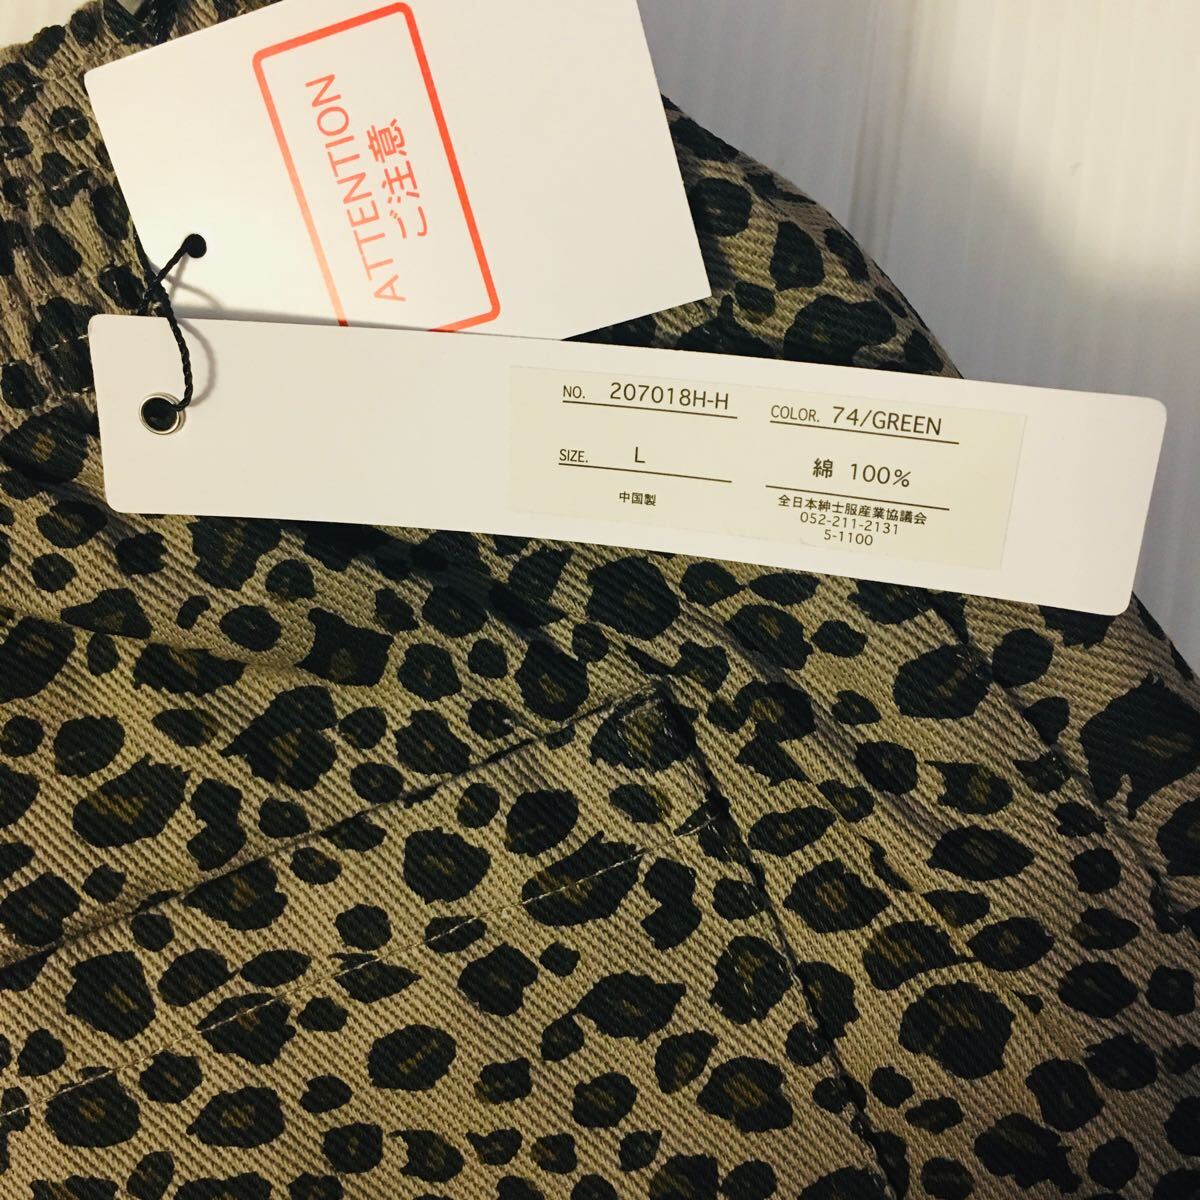 ATTENTION
ご注意
NO. 207018H-H
COLOR. 74/GREEN
SIZE. L
綿 100%
中国製
全日本紳士服産業協議会
052-211-2131
5-1100